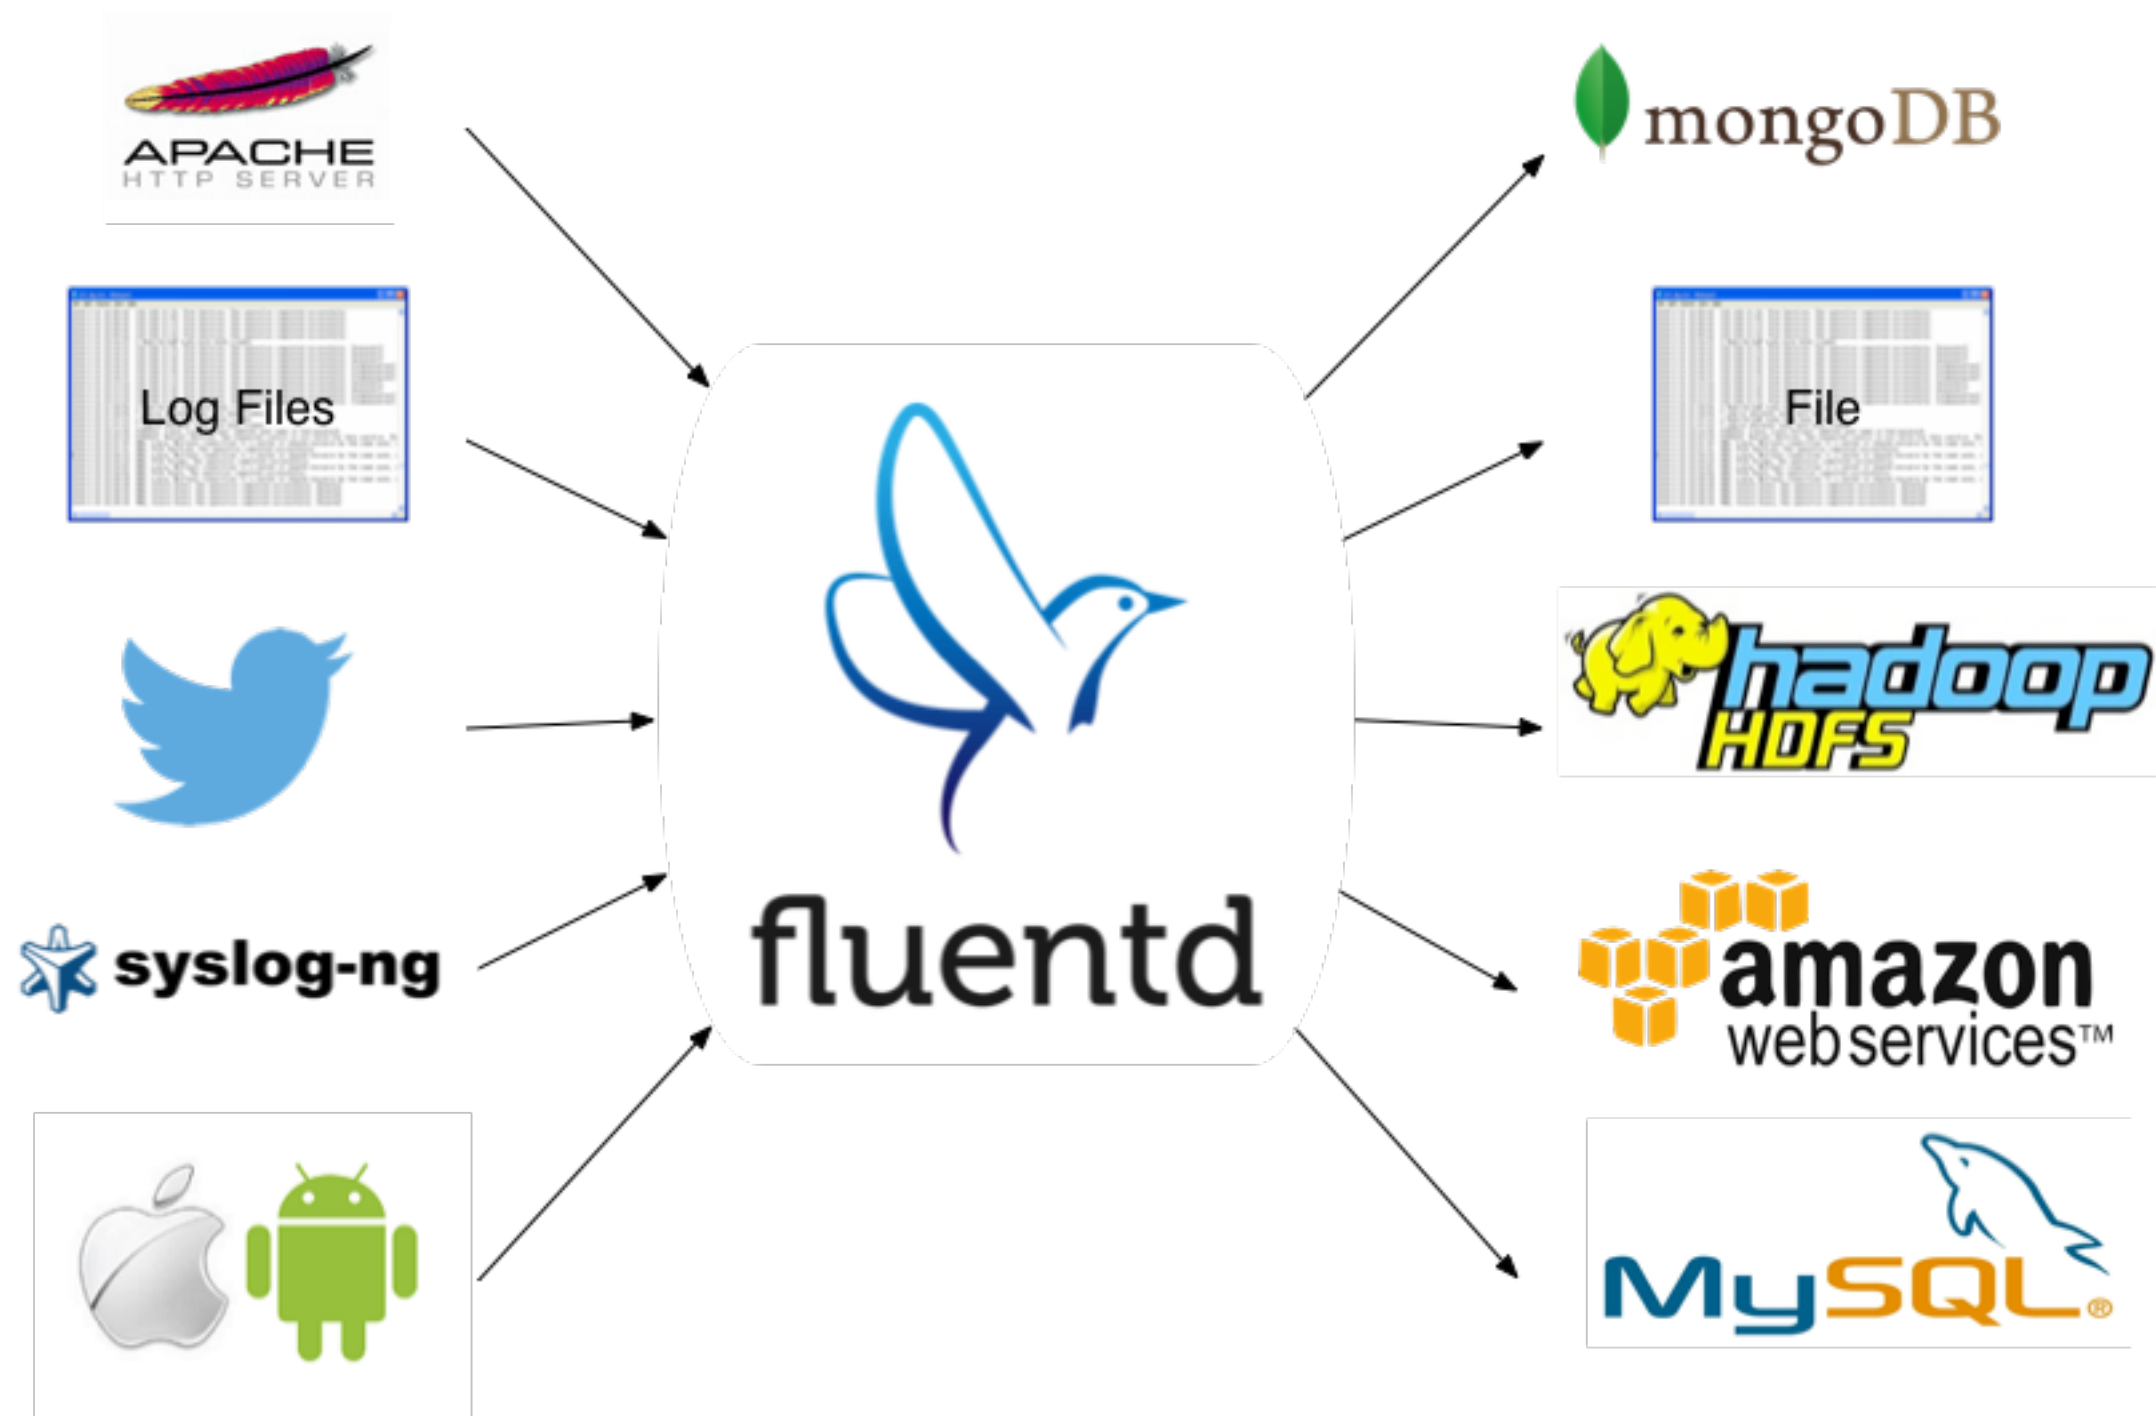 APACHE
HTTP SERVER
Log Files
syslog-ng
fluentd
mongoDB
File
hadoop
HDFS
amazon
webservices™
MySQL®